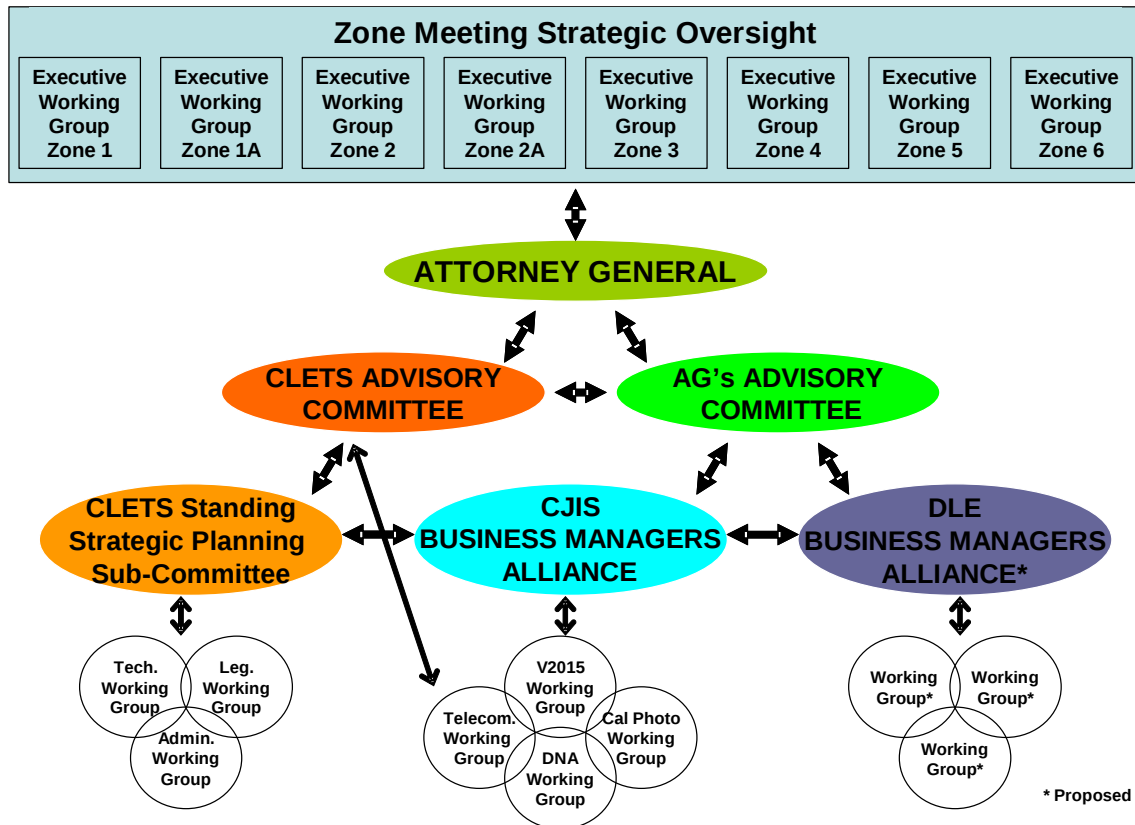 Zone Meeting Strategic Oversight
Executive
Working
Group
Zone 1
Executive
Working
Group
Zone 1A
Executive
Working
Group
Zone 2
Executive
Working
Group
Zone 2A
Executive
Working
Group
Zone 3
Executive
Working
Group
Zone 4
Executive
Working
Group
Zone 5
Executive
Working
Group
Zone 6
ATTORNEY GENERAL
CLETS ADVISORY
COMMITTEE
AG's ADVISORY
COMMITTEE
CLETS Standing
Strategic Planning
Sub-Committee
CJIS
BUSINESS MANAGERS
ALLIANCE
DLE
BUSINESS MANAGERS
ALLIANCE*
Tech.
Working
Group
Leg.
Working
Group
Admin.
Working
Group
V2015
Working
Group
Telecom.
Working
Group
Cal Photo
Working
Group
DNA
Working
Group
Working
Group*
Working
Group*
Working
Group*
* Proposed